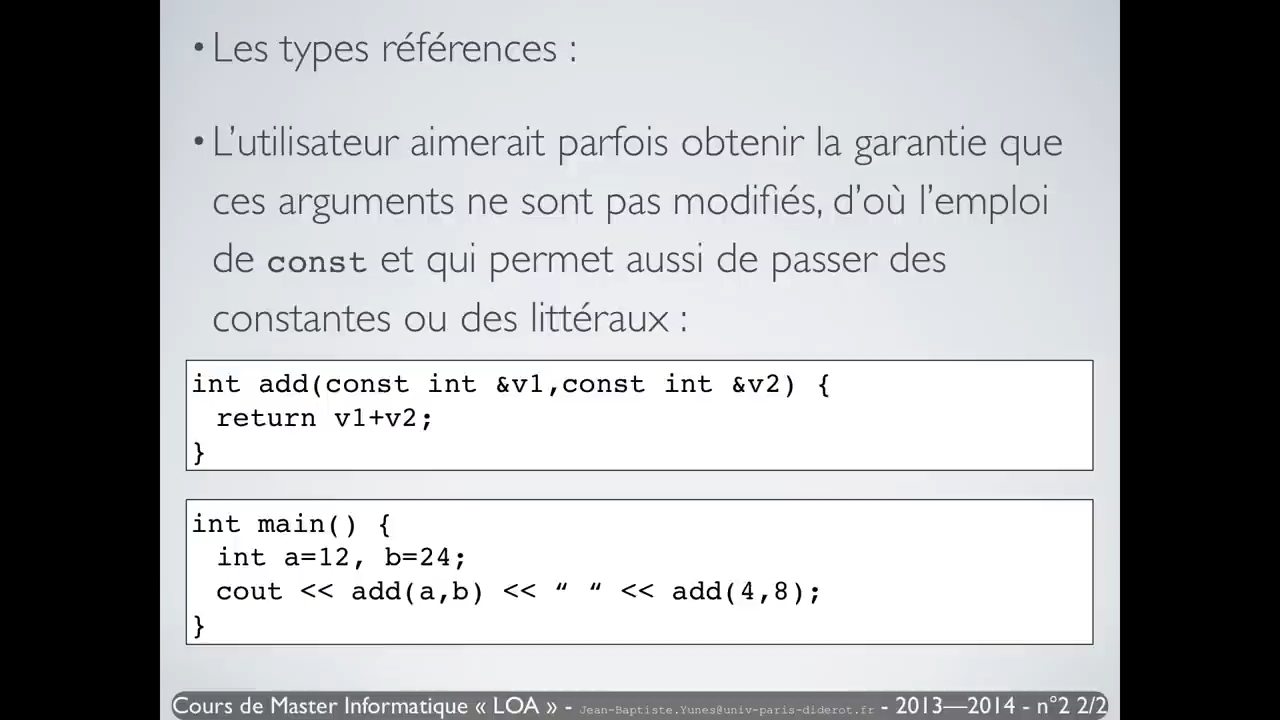 • Les types références :
• L’utilisateur aimerait parfois obtenir la garantie que
ces arguments ne sont pas modifiés, d’où l’emploi
de const et qui permet aussi de passer des
constantes ou des littéraux :
int add(const int &v1,const int &v2) {
return v1+v2;
}
int main() {
int a=12, b=24;
cout << add(a,b) << “ “ << add(4,8);
}
Cours de Master Informatique « LOA » - Jean-Baptiste.Yunes@univ-paris-diderot.fr - 2013—2014 - n°2 2/2